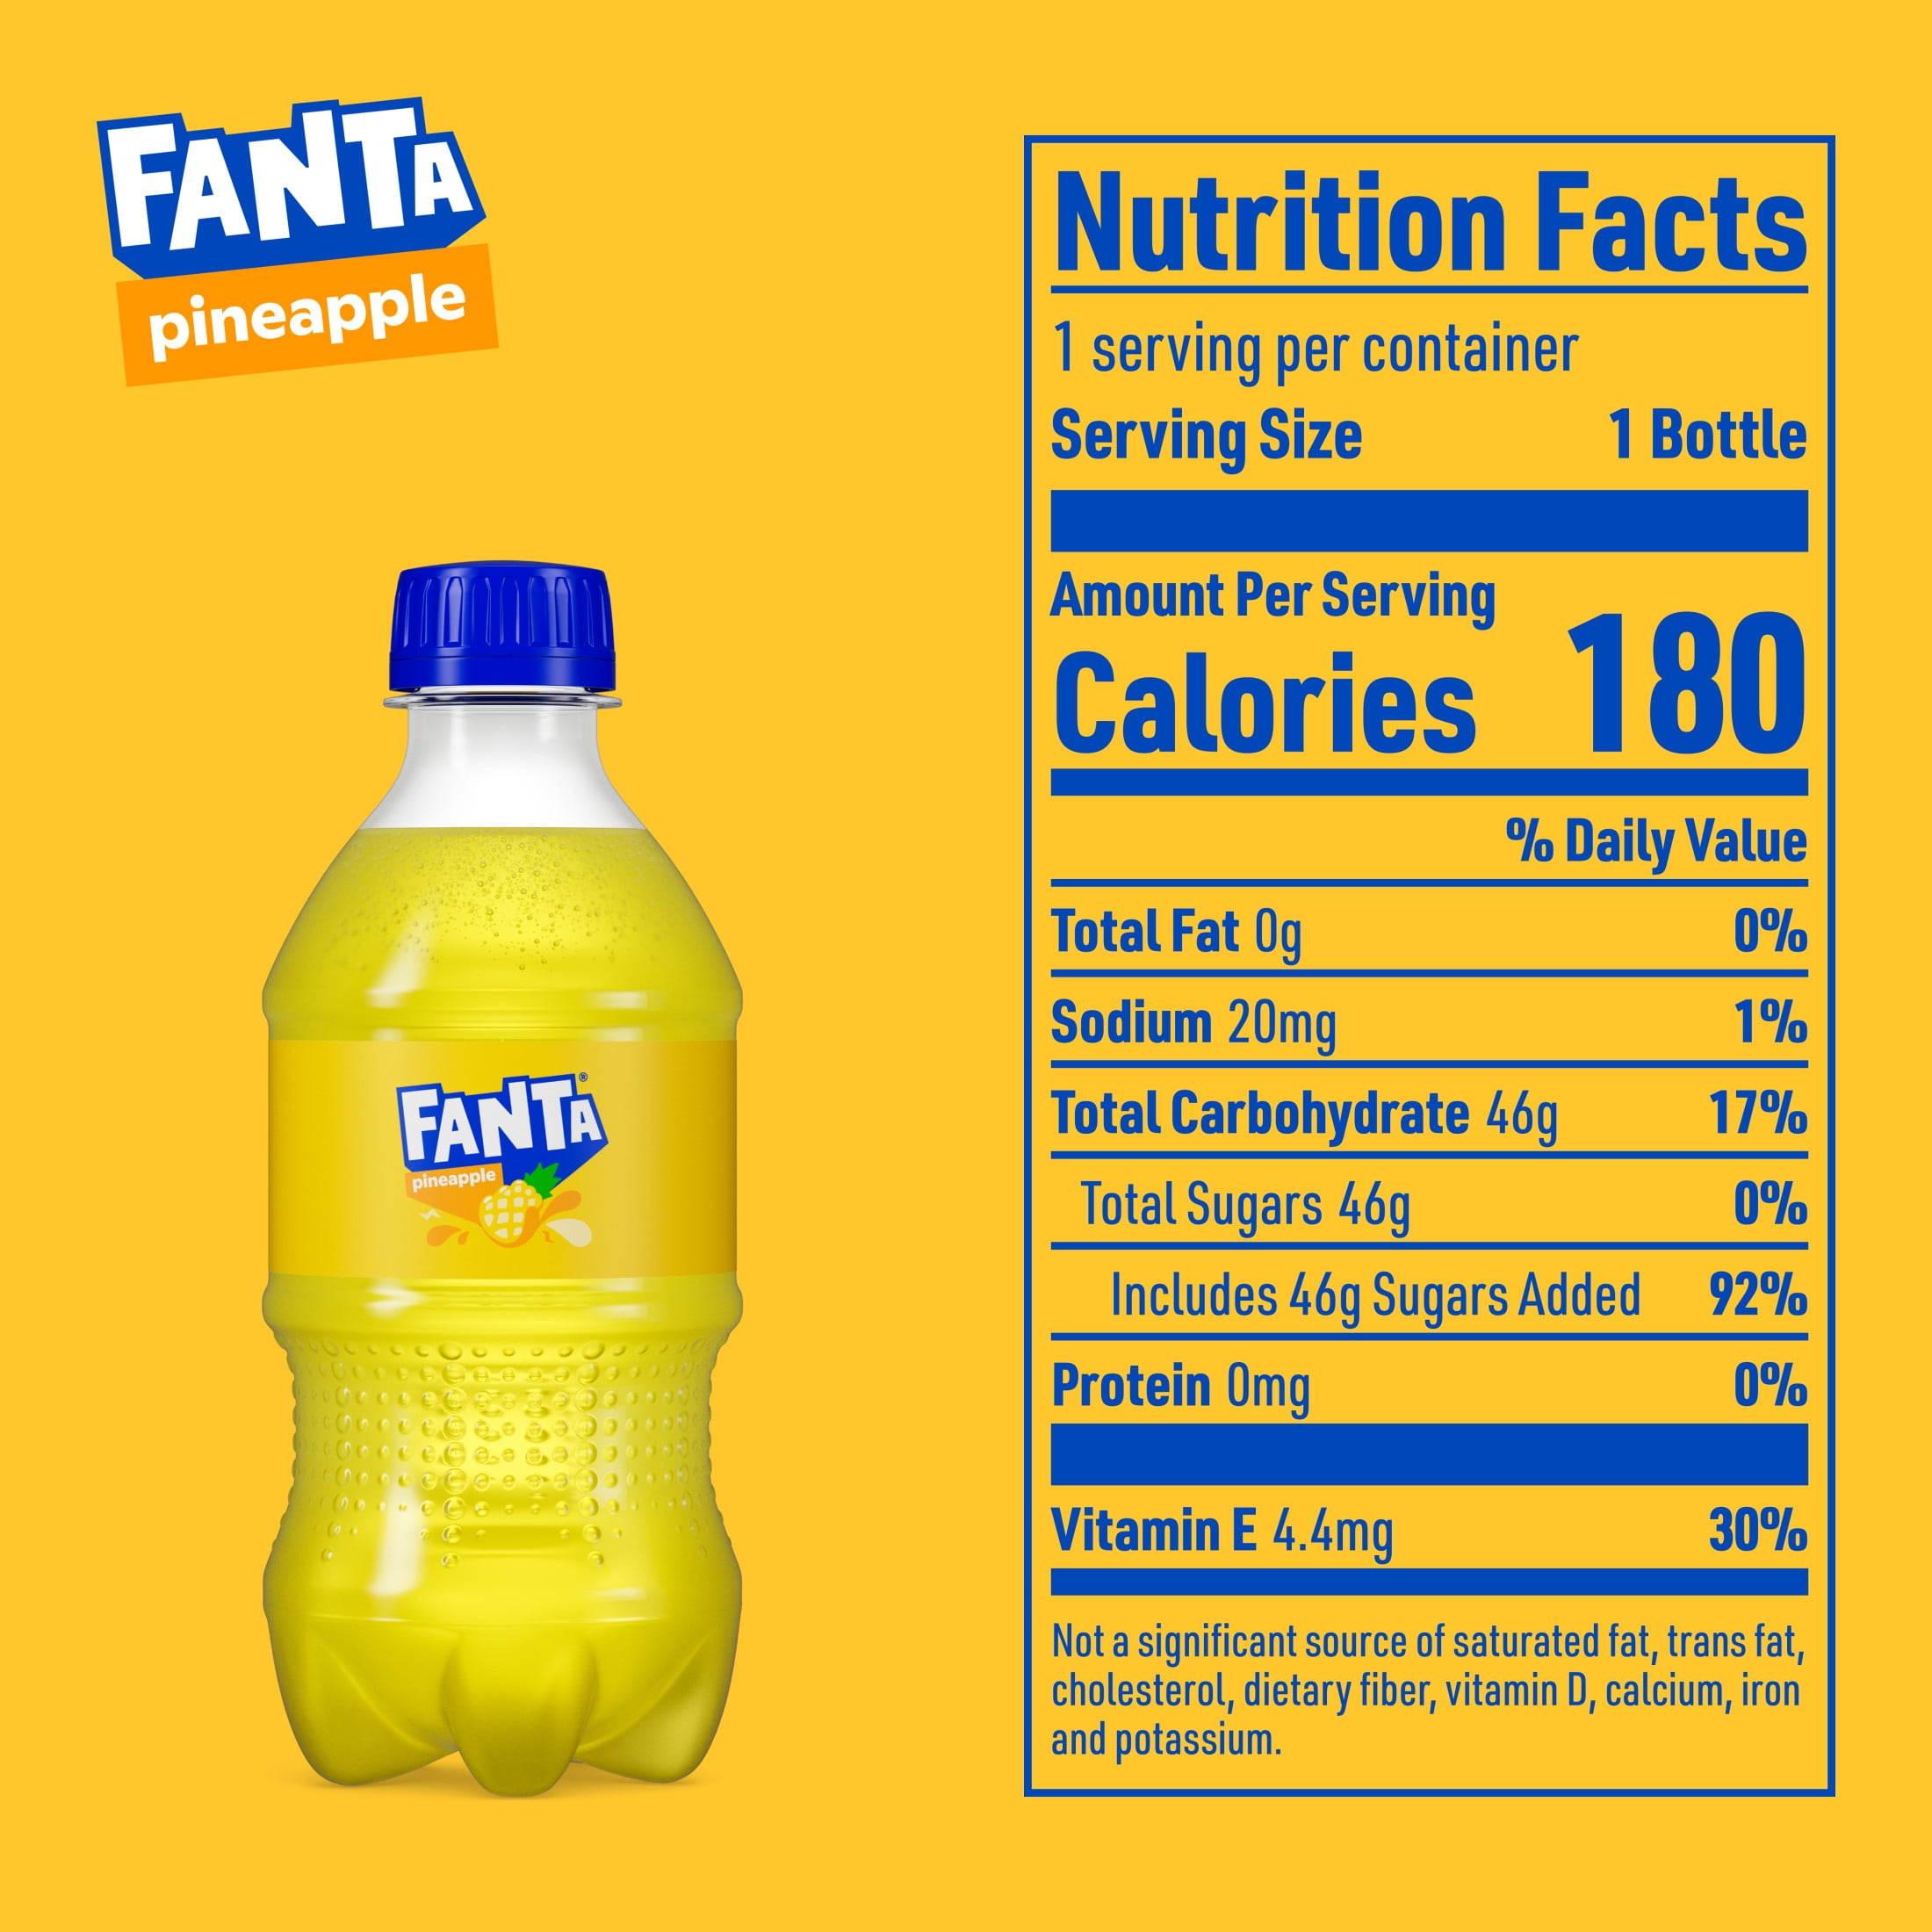 FANTA
pineapple
FANTA®
pineapple
Nutrition Facts
1 serving per container
Serving Size 1 Bottle
Amount Per Serving
Calories 180
% Daily Value
Total Fat 0g 0%
Sodium 20mg 1%
Total Carbohydrate 46g 17%
Total Sugars 46g 0%
Includes 46g Sugars Added 92%
Protein 0mg 0%
Vitamin E 4.4mg 30%
Not a significant source of saturated fat, trans fat,
cholesterol, dietary fiber, vitamin D, calcium, iron
and potassium.